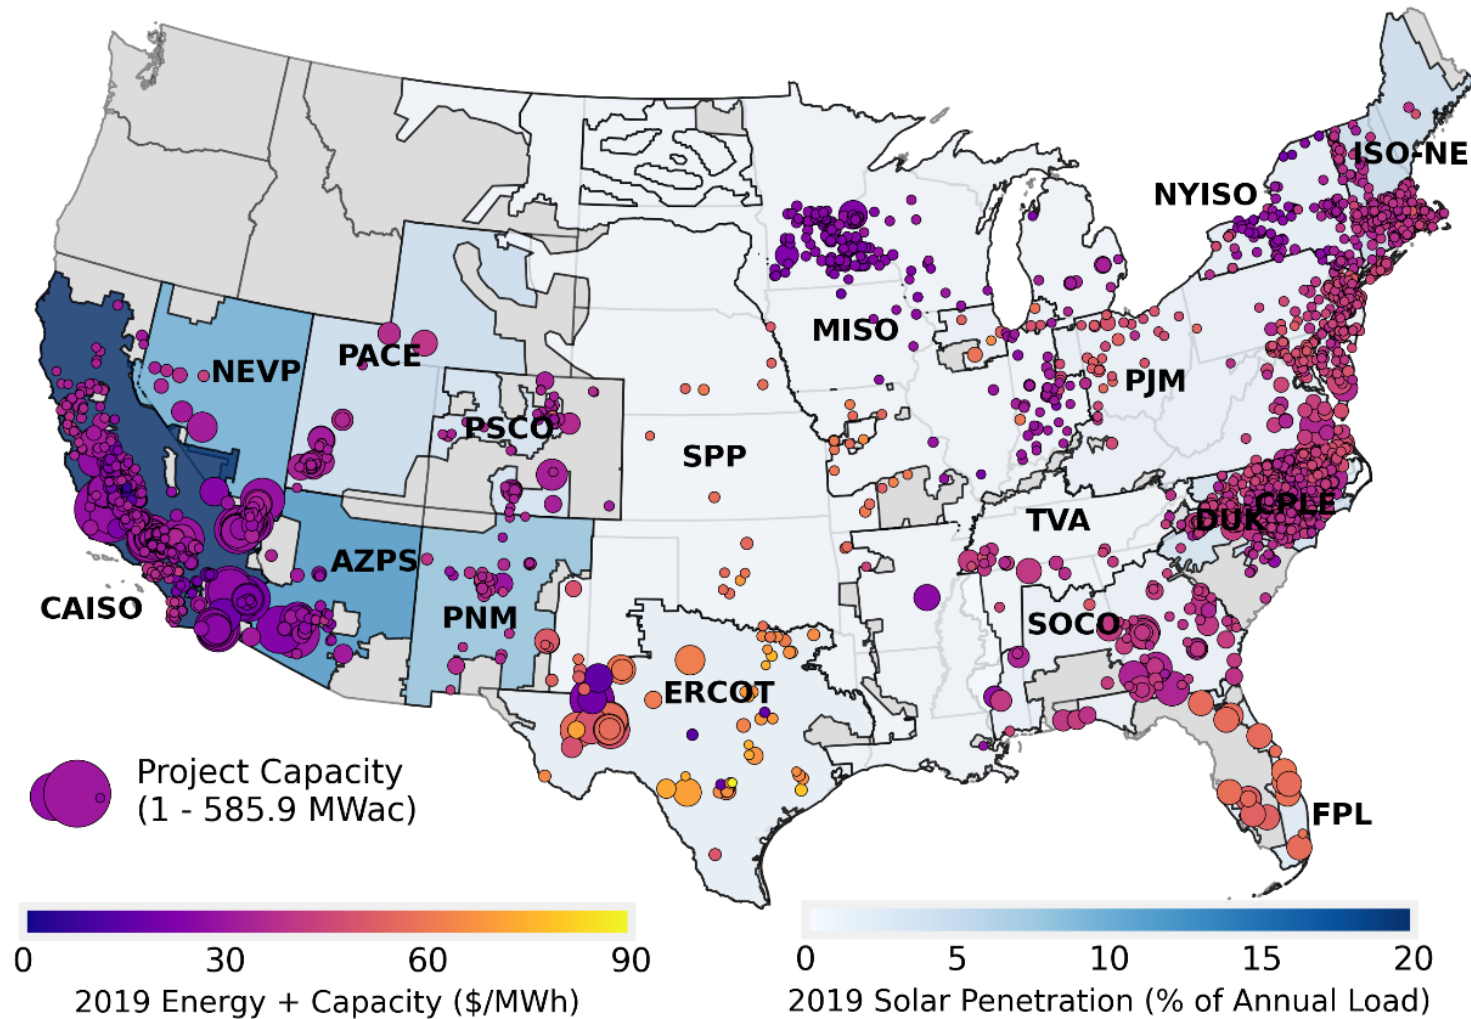 ISO-NE
NYISO
MISO
NEVP
PACE
PJM
PSCO
SPP
CPLE
DUK
TVA
AZPS
CAISO
PNM
SOCO
ERCOT
FPL
Project Capacity
(1 - 585.9 MWac)
0 30 60 90
2019 Energy + Capacity ($/MWh)
0 5 10 15 20
2019 Solar Penetration (% of Annual Load)